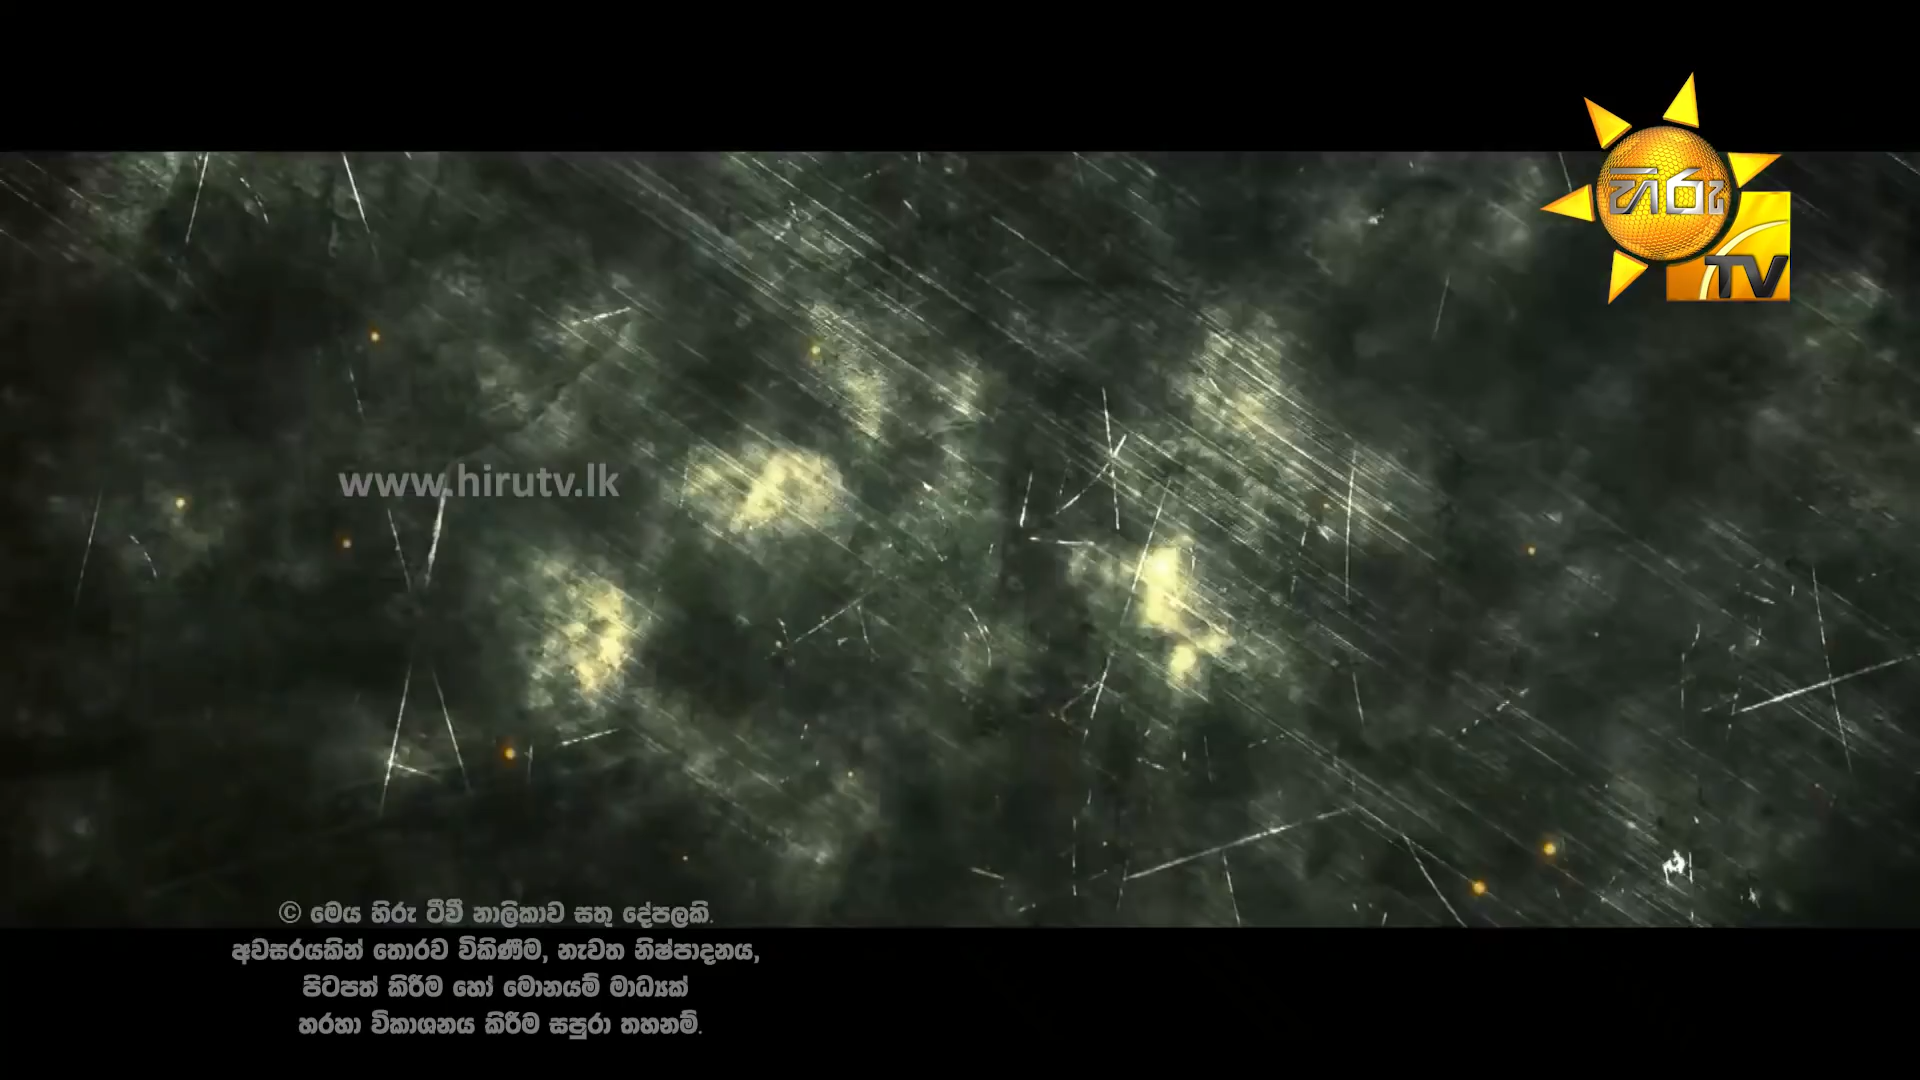 හිරු
TV
www.hirutv.lk
© මෙය හිරු ටීවී නාලිකාව සතු දේපලකි.
අවසරයකින් තොරව විකිණීම, නැවත නිෂ්පාදනය,
පිටපත් කිරීම හෝ මොනයම් මාධ්‍යක්
හරහා විකාශනය කිරීම සපුරා තහනම්.